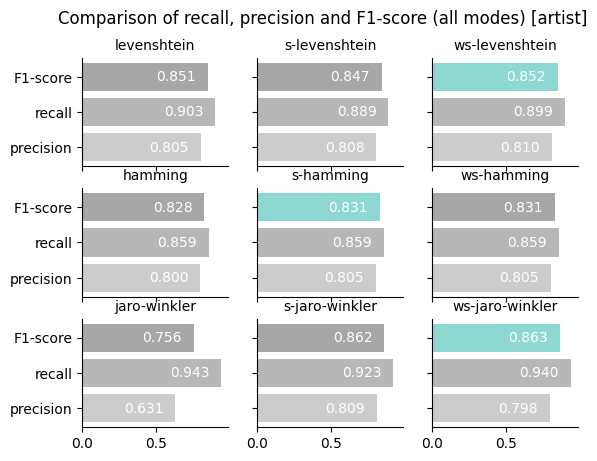 Comparison of recall, precision and F1-score (all modes) [artist]
levenshtein s-levenshtein ws-levenshtein
F1-score 0.851 0.847 0.852
recall 0.903 0.889 0.899
precision 0.805 0.808 0.810
hamming s-hamming ws-hamming
F1-score 0.828 0.831 0.831
recall 0.859 0.859 0.859
precision 0.800 0.805 0.805
jaro-winkler s-jaro-winkler ws-jaro-winkler
F1-score 0.756 0.862 0.863
recall 0.943 0.923 0.940
precision 0.631 0.809 0.798
0.0 0.5 0.0 0.5 0.0 0.5